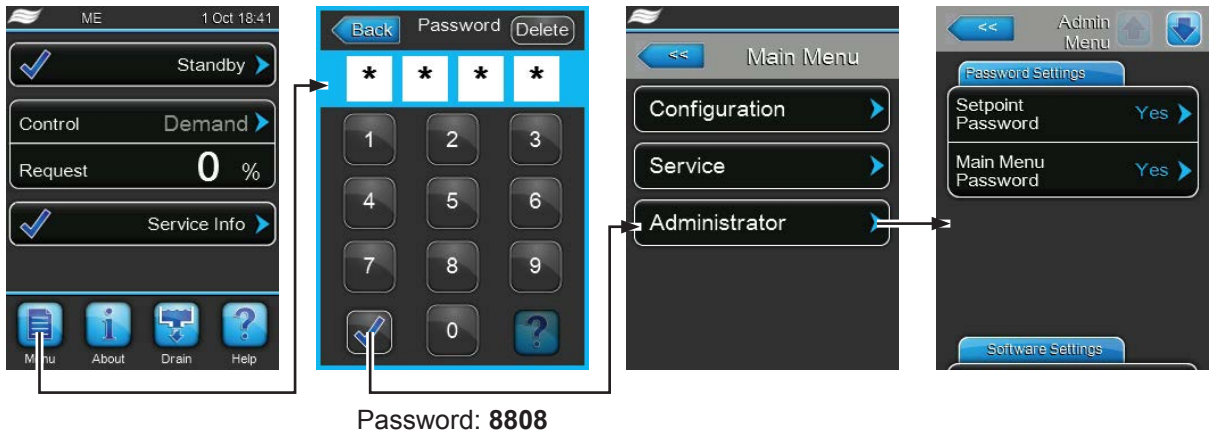 ME 1 Oct 18:41
Standby
Control Demand
Request 0 %
Service Info
Menu About Drain Help
Back Password Delete
* * * *
1 2 3
4 5 6
7 8 9
0 ?
Password: 8808
<< Main Menu
Configuration
Service
Administrator
<< Admin
Menu
Password Settings
Setpoint
Password Yes
Main Menu
Password Yes
Software Settings